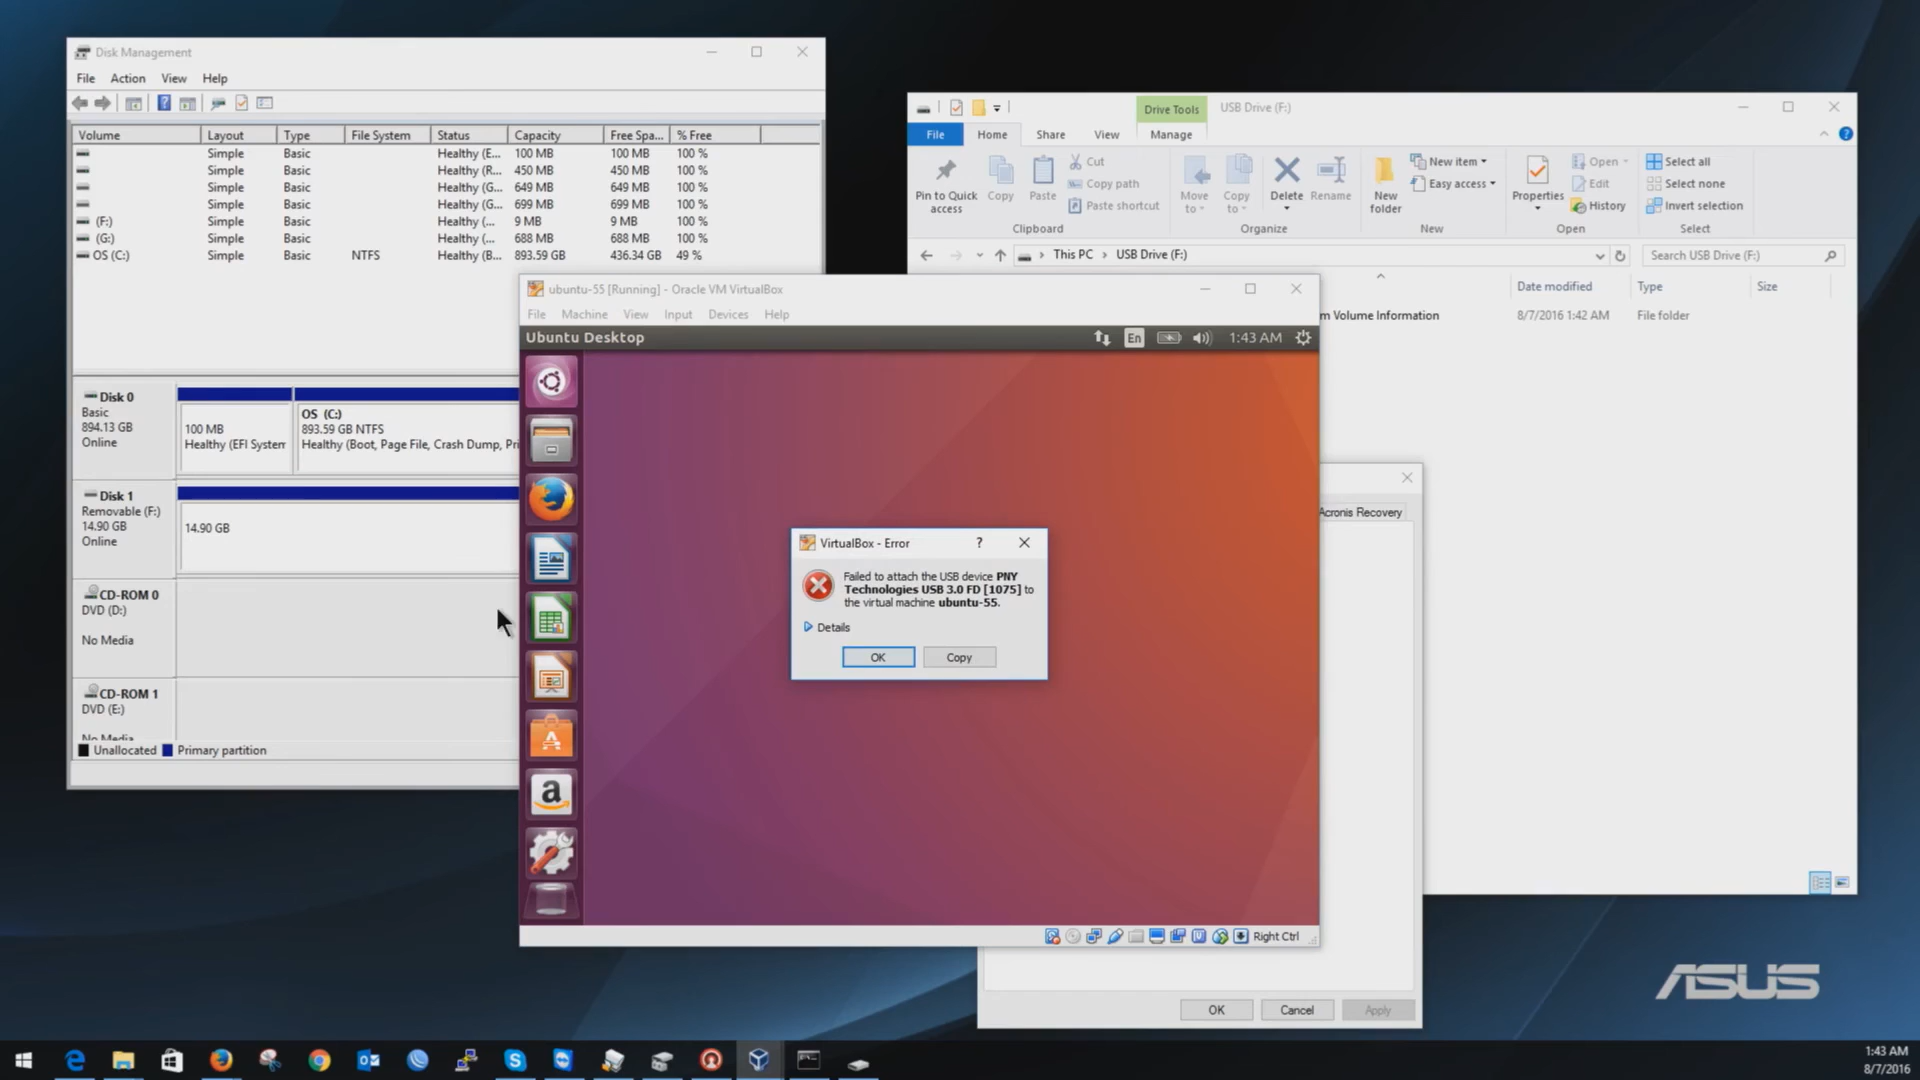 Disk Management
File Action View Help
Volume Layout Type File System Status Capacity Free Spa... % Free
Simple Basic Healthy (E... 100 MB 100 MB 100 %
Simple Basic Healthy (R... 450 MB 450 MB 100 %
Simple Basic Healthy (G... 649 MB 649 MB 100 %
Simple Basic Healthy (G... 699 MB 699 MB 100 %
(F:) Simple Basic Healthy (... 9 MB 9 MB 100 %
(G:) Simple Basic Healthy (... 688 MB 688 MB 100 %
OS (C:) Simple Basic NTFS Healthy (B... 893.59 GB 436.34 GB 49 %
Disk 0
Basic
894.13 GB
Online
100 MB
Healthy (EFI System
OS (C:)
893.59 GB NTFS
Healthy (Boot, Page File, Crash Dump, Pri
Disk 1
Removable (F:)
14.90 GB
Online
14.90 GB
CD-ROM 0
DVD (D:)
No Media
CD-ROM 1
DVD (E:)
No Media
Unallocated Primary partition
Drive Tools USB Drive (F:)
File Home Share View Manage
Pin to Quick access
Copy
Paste
Cut
Copy path
Paste shortcut
Clipboard
Move to
Copy to
Delete
Rename
Organize
New folder
New item
Easy access
New
Properties
Open
Edit
History
Open
Select all
Select none
Invert selection
Select
This PC USB Drive (F:)
Search USB Drive (F:)
Date modified Type Size
m Volume Information 8/7/2016 1:42 AM File folder
ubuntu-55 [Running] - Oracle VM VirtualBox
File Machine View Input Devices Help
Ubuntu Desktop En 1:43 AM
VirtualBox - Error ?
Failed to attach the USB device PNY
Technologies USB 3.0 FD [1075] to
the virtual machine ubuntu-55.
Details
OK Copy
Right Ctrl
Acronis Recovery
OK Cancel Apply
ASUS
1:43 AM
8/7/2016